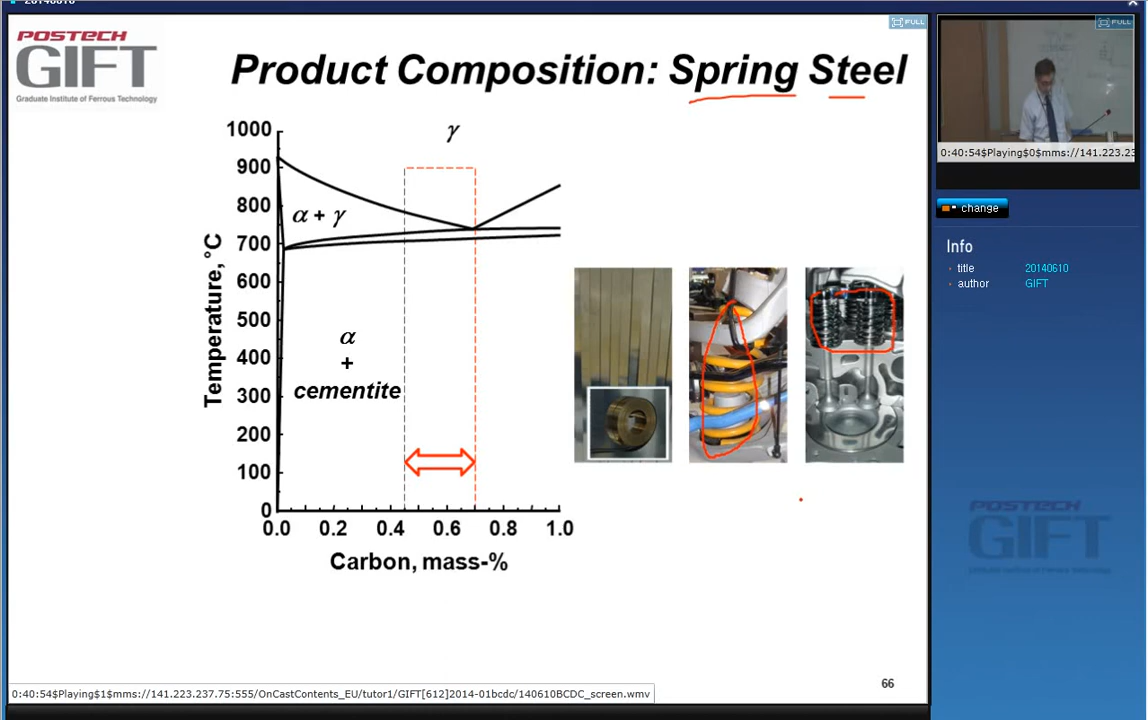 20140610
FULL
POSTECH
GIFT
Graduate Institute of Ferrous Technology
Product Composition: Spring Steel
1000
900
800
700
600
500
400
300
200
100
0
Temperature, °C
γ
α + γ
α
+
cementite
0.0 0.2 0.4 0.6 0.8 1.0
Carbon, mass-%
66
0:40:54$Playing$1$mms://141.223.237.75:555/OnCastContents_EU/tutor1/GIFT[612]2014-01bcdc/140610BCDC_screen.wmv
FULL
0:40:54$Playing$0$mms://141.223.23
change
Info
title 20140610
author GIFT
POSTECH
GIFT